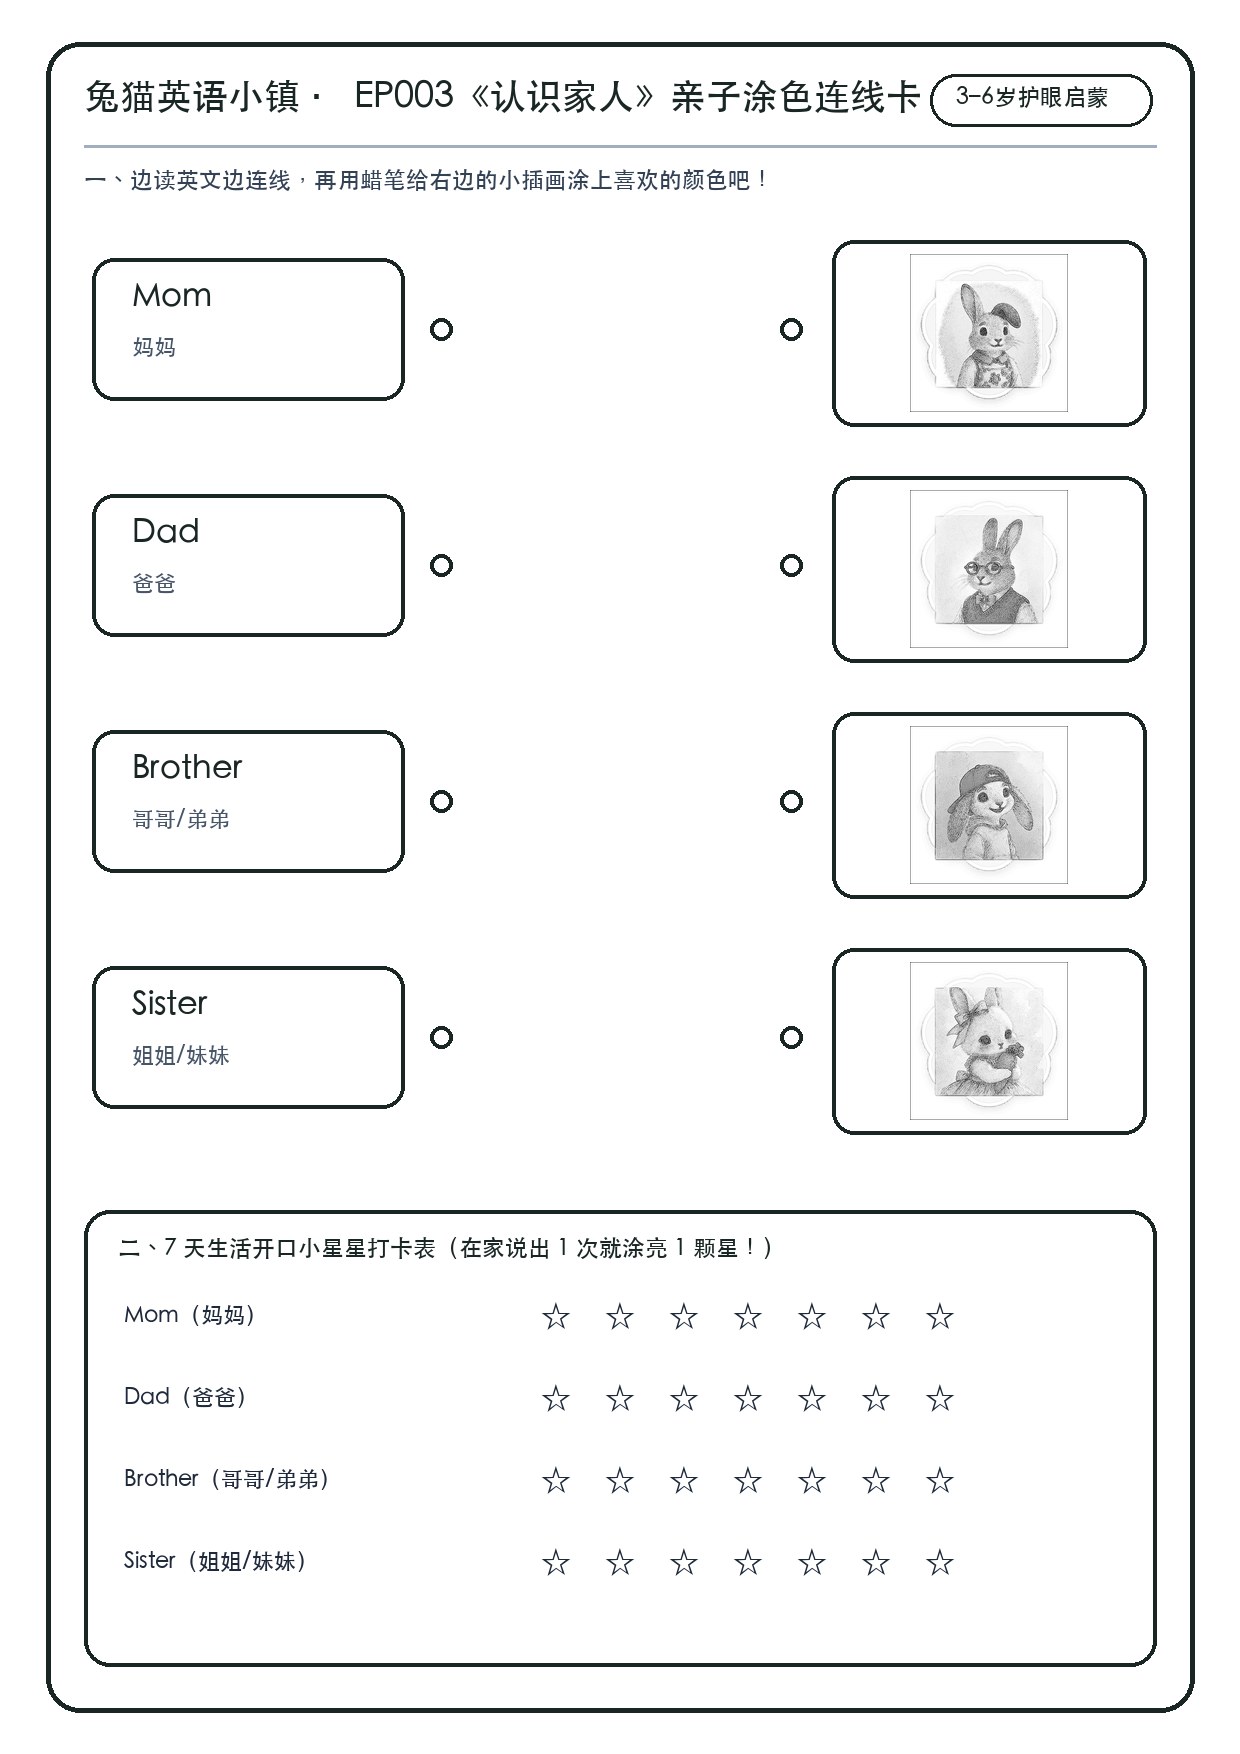 兔猫英语小镇· EP003《认识家人》亲子涂色连线卡
3-6岁护眼启蒙
一、边读英文边连线，再用蜡笔给右边的小插画涂上喜欢的颜色吧！
Mom
妈妈
Dad
爸爸
Brother
哥哥/弟弟
Sister
姐姐/妹妹
二、7 天生活开口小星星打卡表（在家说出 1 次就涂亮 1 颗星！）
Mom（妈妈） ☆ ☆ ☆ ☆ ☆ ☆ ☆
Dad（爸爸） ☆ ☆ ☆ ☆ ☆ ☆ ☆
Brother（哥哥/弟弟） ☆ ☆ ☆ ☆ ☆ ☆ ☆
Sister（姐姐/妹妹） ☆ ☆ ☆ ☆ ☆ ☆ ☆